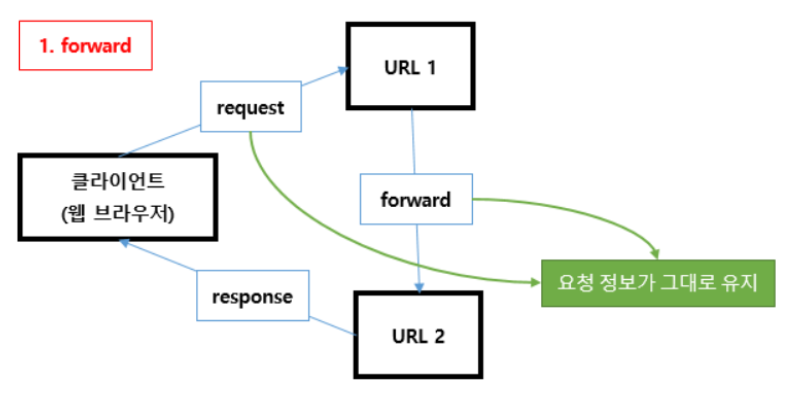 1. forward
URL 1
request
클라이언트
(웹 브라우저)
forward
요청 정보가 그대로 유지
response
URL 2